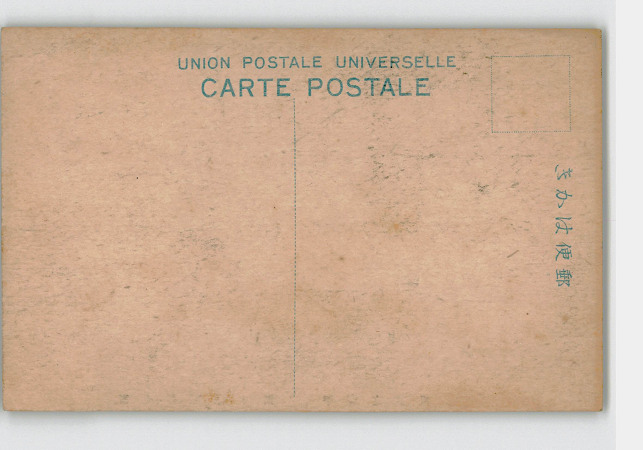 UNION POSTALE UNIVERSELLE
CARTE POSTALE
郵便はかき